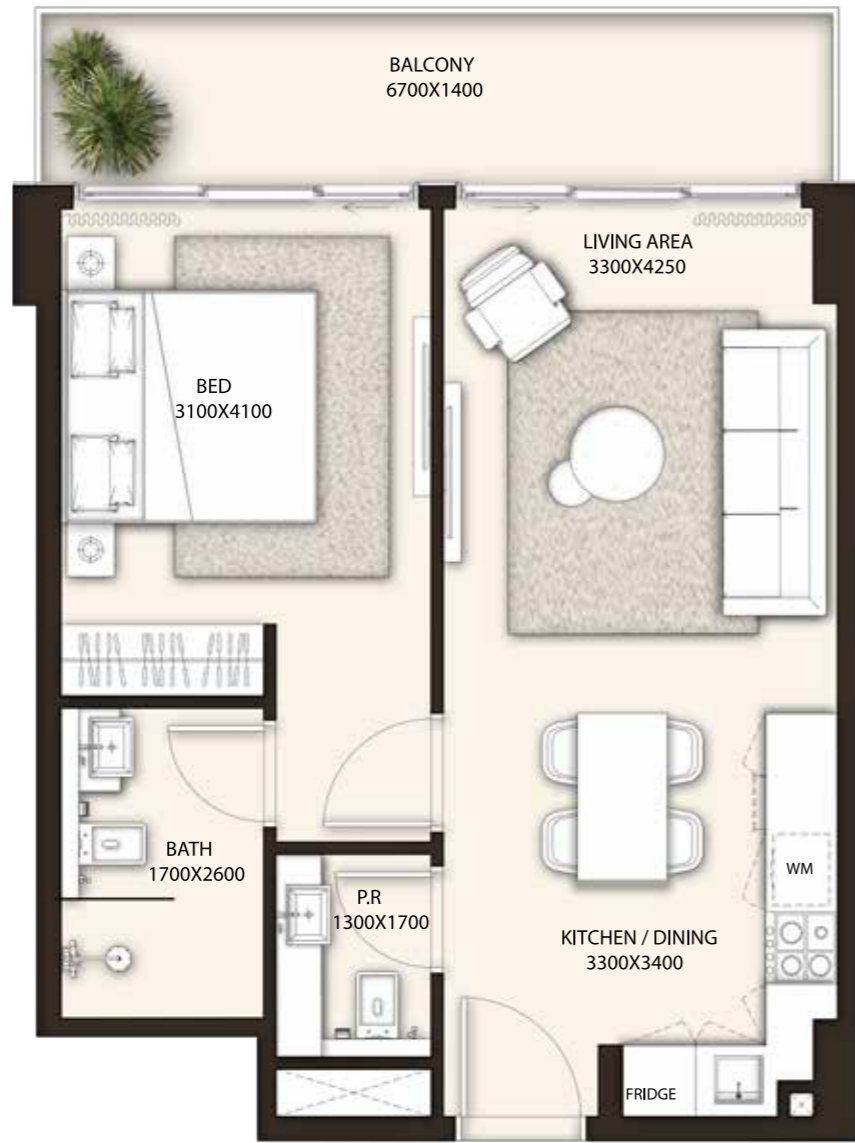 BALCONY
6700X1400
LIVING AREA
3300X4250
BED
3100X4100
BATH
1700X2600
P.R
1300X1700
WM
KITCHEN / DINING
3300X3400
FRIDGE